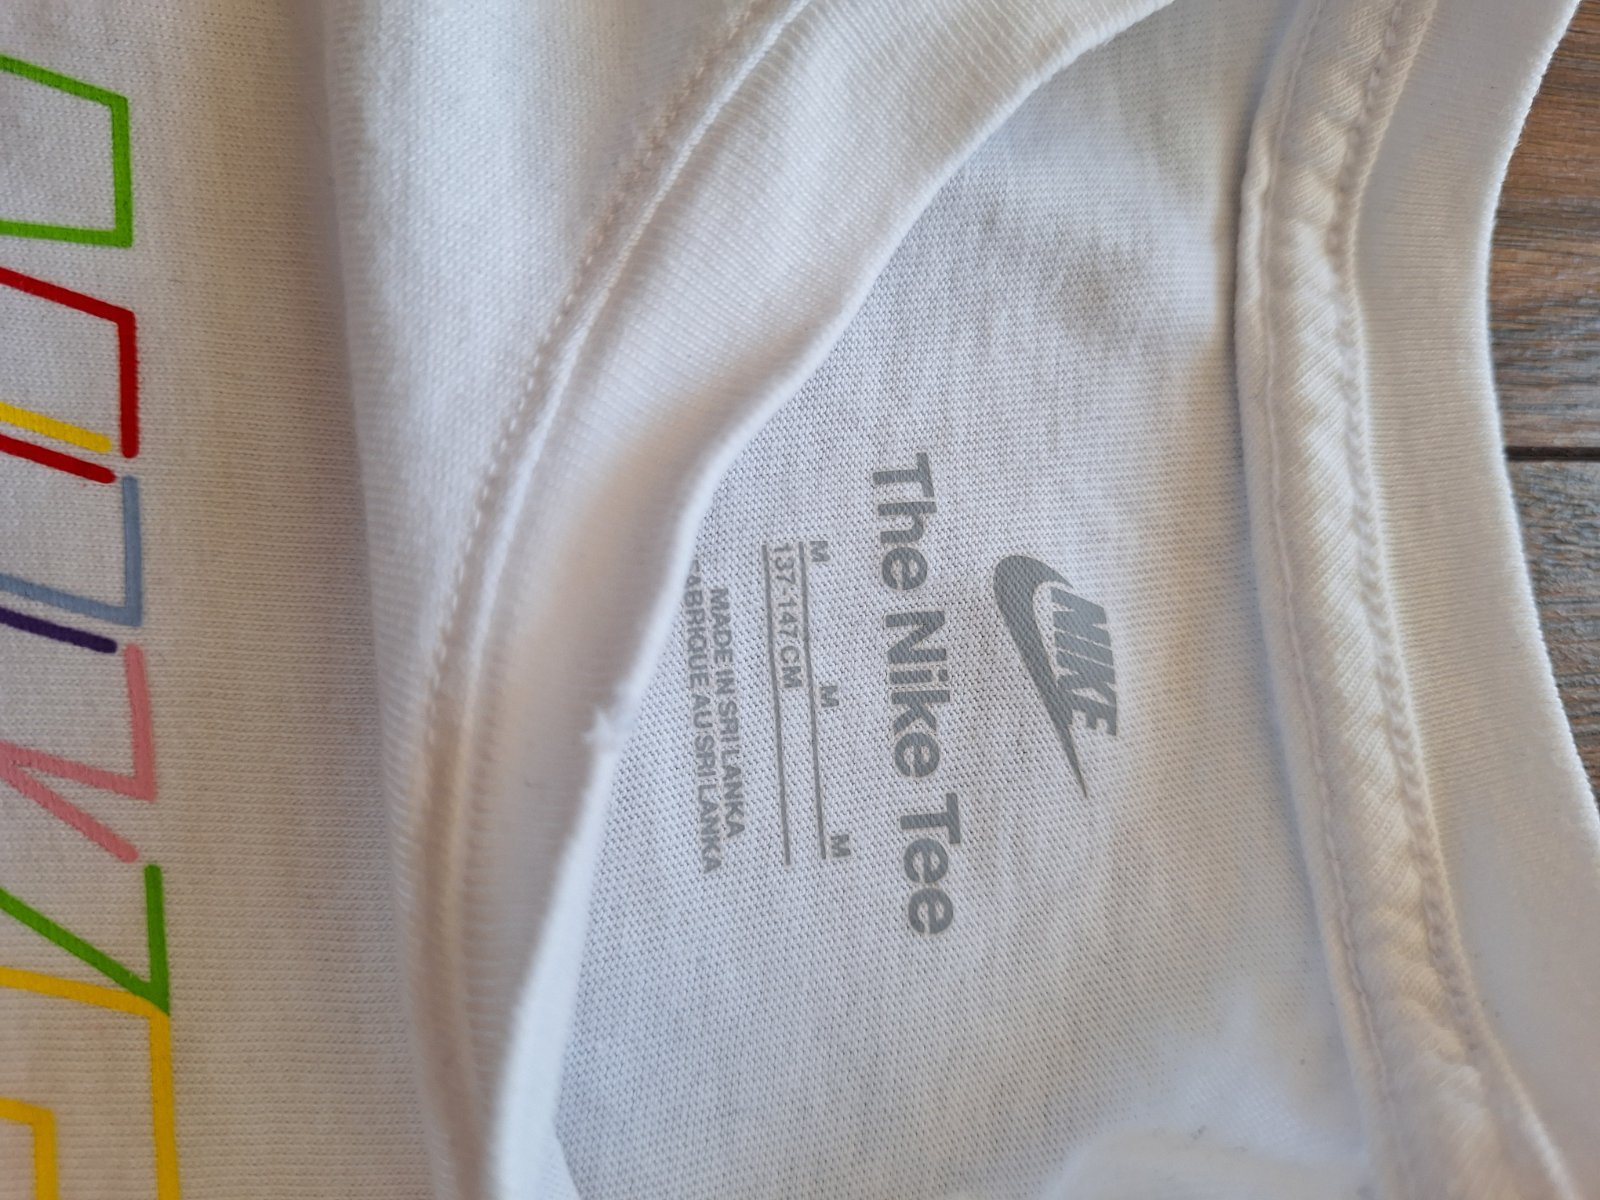 NIKE
The Nike Tee
M M M
137-147 CM
MADE IN SRI LANKA
FABRIQUE AU SRI LANKA